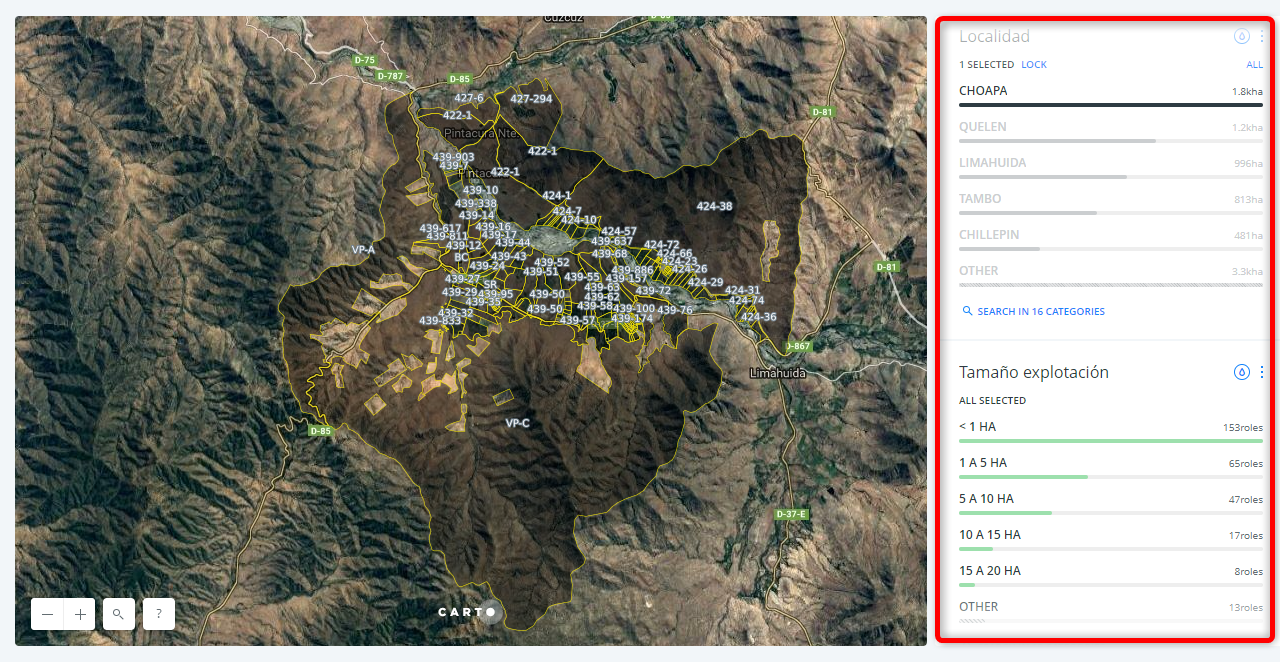 Cuzcuz
D-85
D-75
D-787 >
D-85
427-6
427-294
422-1
D-81
Pintacura Nte.
422-1
439-903
439-7
422-1
439-10
424-1
439-338
424-38
439-14
424-7
424-10
439-617
439-16
424-57
439-811
439-17
439-637
439-12
439-44
424-72
VP-A
439-68
424-66
BC
439-43
424-23
439-24
439-52
D-81
439-51
439-886
424-26
439-27
439-55
439-157
424-29
SR
439-63
439-29
439-95
439-50
439-62
439-72
424-31
439-35
439-58
424-74
439-32
439-50
439-100
439-76
439-833
439-57
439-174
424-36
D-867
Limahuida
VP-C
D-85
D-37-E
CARTO
?
Localidad
1 SELECTED LOCK ALL
CHOAPA 1.8kha
QUELEN 1.2kha
LIMAHUIDA 996ha
TAMBO 813ha
CHILLEPIN 481ha
OTHER 3.3kha
SEARCH IN 16 CATEGORIES
Tamaño explotación
ALL SELECTED
< 1 HA 153roles
1 A 5 HA 65roles
5 A 10 HA 47roles
10 A 15 HA 17roles
15 A 20 HA 8roles
OTHER 13roles